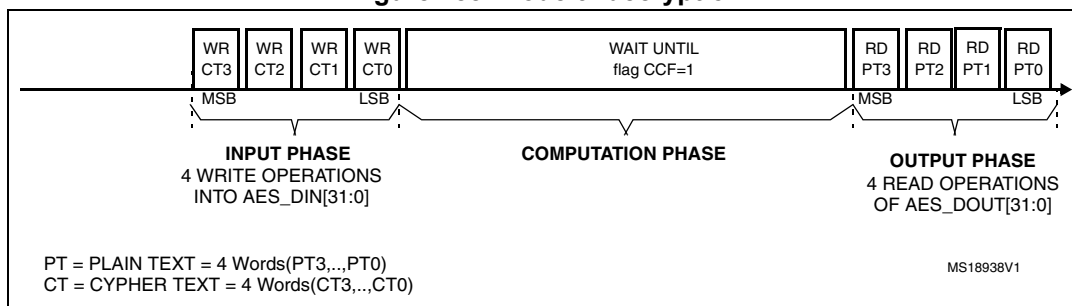 WR WR WR WR WAIT UNTIL RD RD RD RD
CT3 CT2 CT1 CT0 flag CCF=1 PT3 PT2 PT1 PT0
MSB LSB MSB LSB
INPUT PHASE COMPUTATION PHASE OUTPUT PHASE
4 WRITE OPERATIONS 4 READ OPERATIONS
INTO AES_DIN[31:0] OF AES_DOUT[31:0]
PT = PLAIN TEXT = 4 Words(PT3,..,PT0) MS18938V1
CT = CYPHER TEXT = 4 Words(CT3,..,CT0)